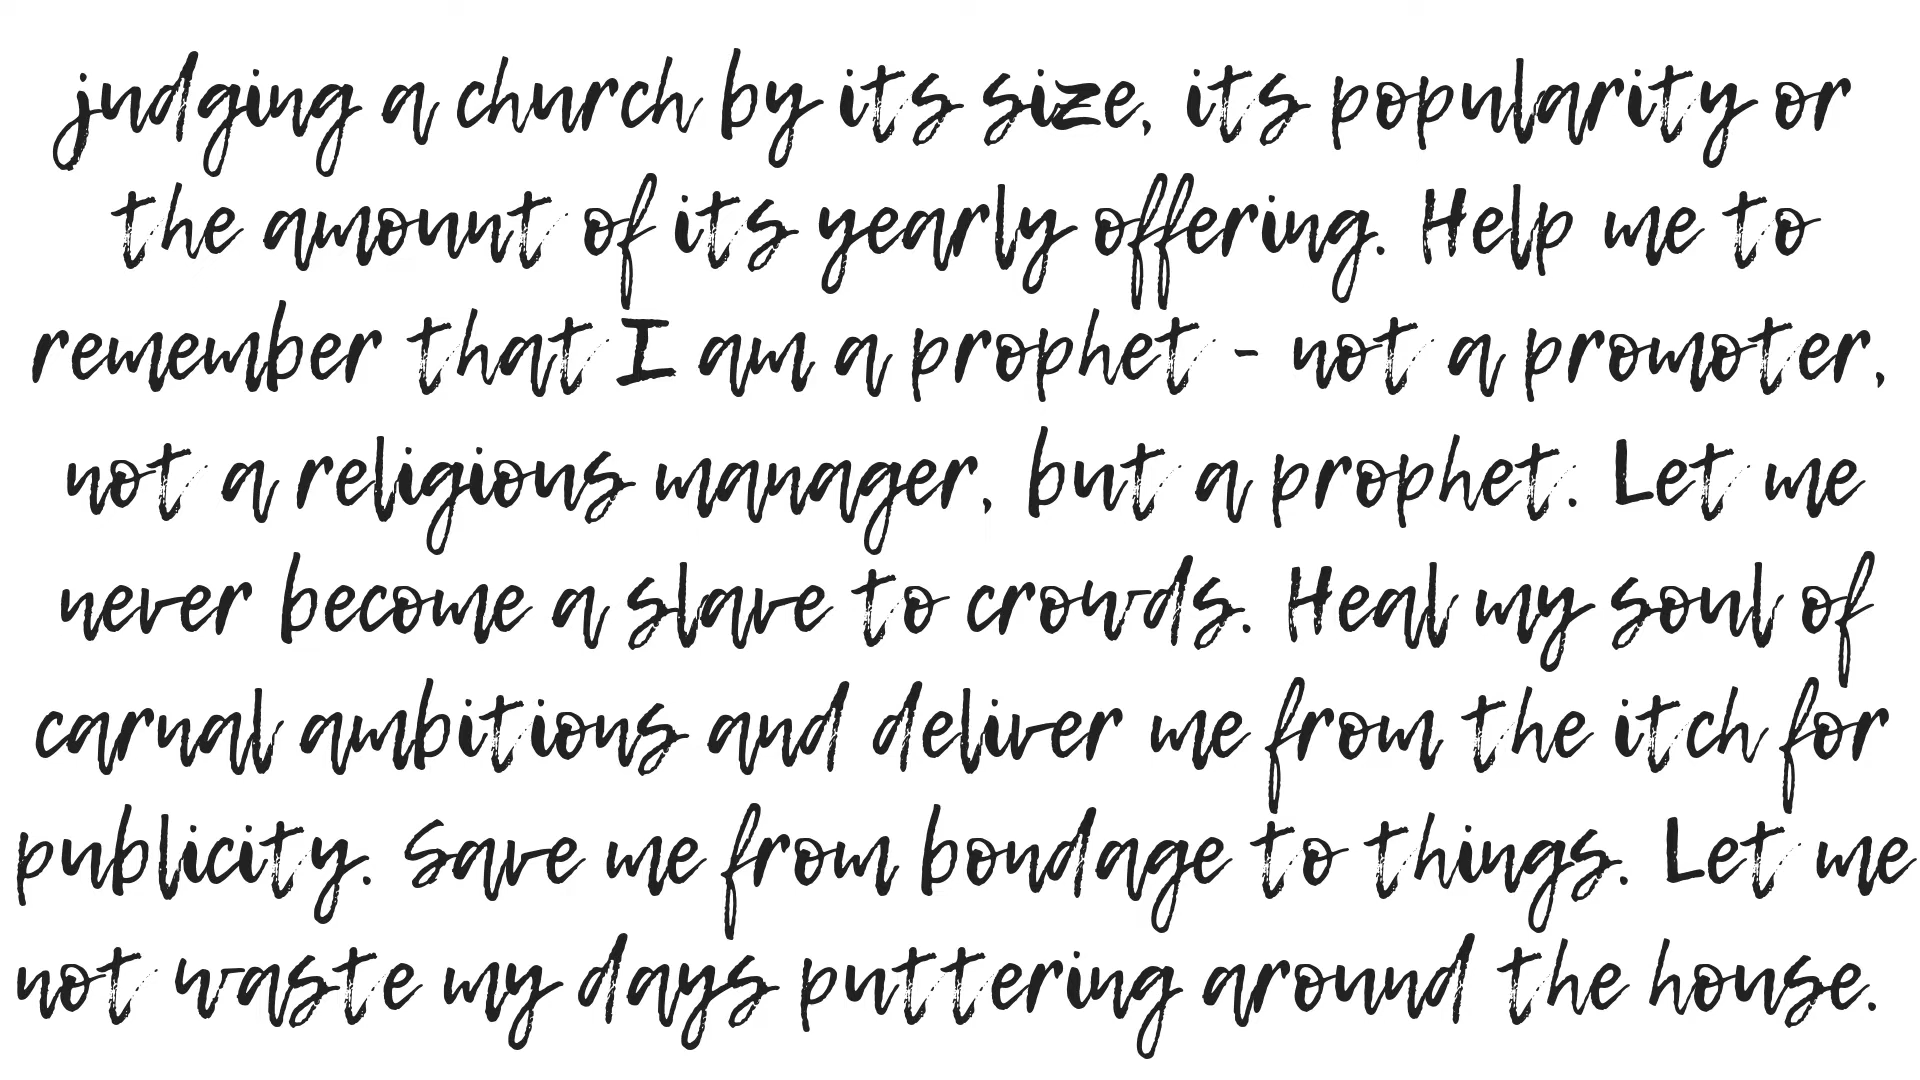 judging a church by its size, its popularity or
the amount of its yearly offering. Help me to
remember that I am a prophet - not a promoter,
not a religious manager, but a prophet. Let me
never become a slave to crowds. Heal my soul of
carnal ambitions and deliver me from the itch for
publicity. Save me from bondage to things. Let me
not waste my days puttering around the house.